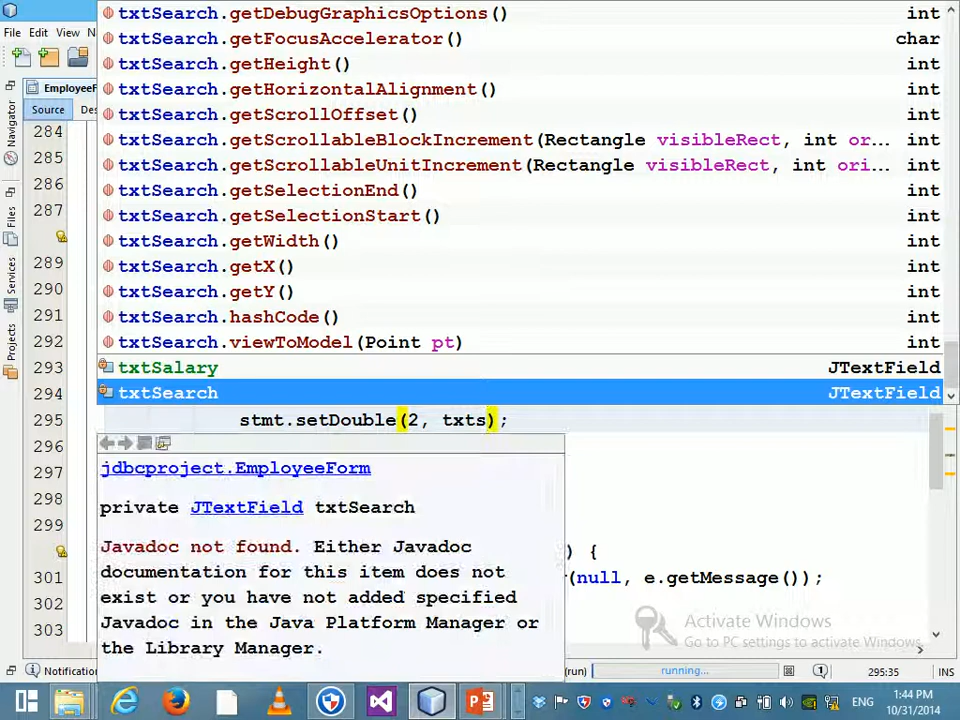 txtSearch.getDebugGraphicsOptions() int
File Edit View N
txtSearch.getFocusAccelerator() char
txtSearch.getHeight() int
EmployeeF
txtSearch.getHorizontalAlignment() int
Source Des
txtSearch.getScrollOffset() int
284
txtSearch.getScrollableBlockIncrement(Rectangle visibleRect, int or... int
285
txtSearch.getScrollableUnitIncrement(Rectangle visibleRect, int ori... int
286
txtSearch.getSelectionEnd() int
287
txtSearch.getSelectionStart() int
txtSearch.getWidth() int
289
txtSearch.getX() int
290
txtSearch.getY() int
291
txtSearch.hashCode() int
292
txtSearch.viewToModel(Point pt) int
293
txtSalary JTextField
294
txtSearch JTextField
295 stmt.setDouble(2, txts);
296
jdbcproject.EmployeeForm
297
private JTextField txtSearch
298
299
Javadoc not found. Either Javadoc
documentation for this item does not
exist or you have not added specified
Javadoc in the Java Platform Manager or
the Library Manager.
) {
301 (null, e.getMessage());
302
303
Navigator
Files
Services
Projects
Activate Windows
Go to PC settings to activate Windows.
Notification (run) running... 1 295:35 INS
ENG
1:44 PM
10/31/2014